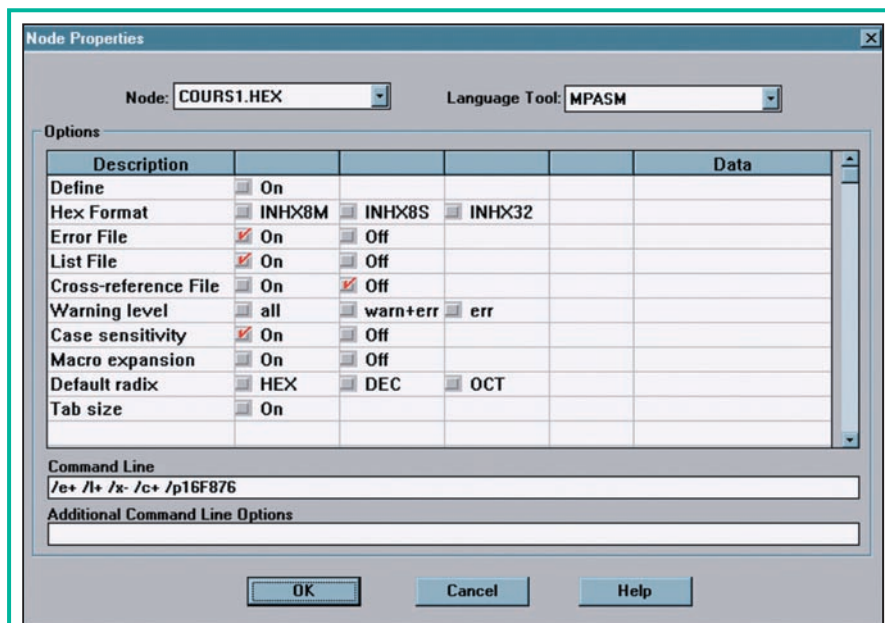 Node Properties
Node: COURS1.HEX Language Tool: MPASM
Options
Description Data
Define On
Hex Format INHX8M INHX8S INHX32
Error File On Off
List File On Off
Cross-reference File On Off
Warning level all warn+err err
Case sensitivity On Off
Macro expansion On Off
Default radix HEX DEC OCT
Tab size On
Command Line
/e+ /l+ /x- /c+ /p16F876
Additional Command Line Options
OK Cancel Help